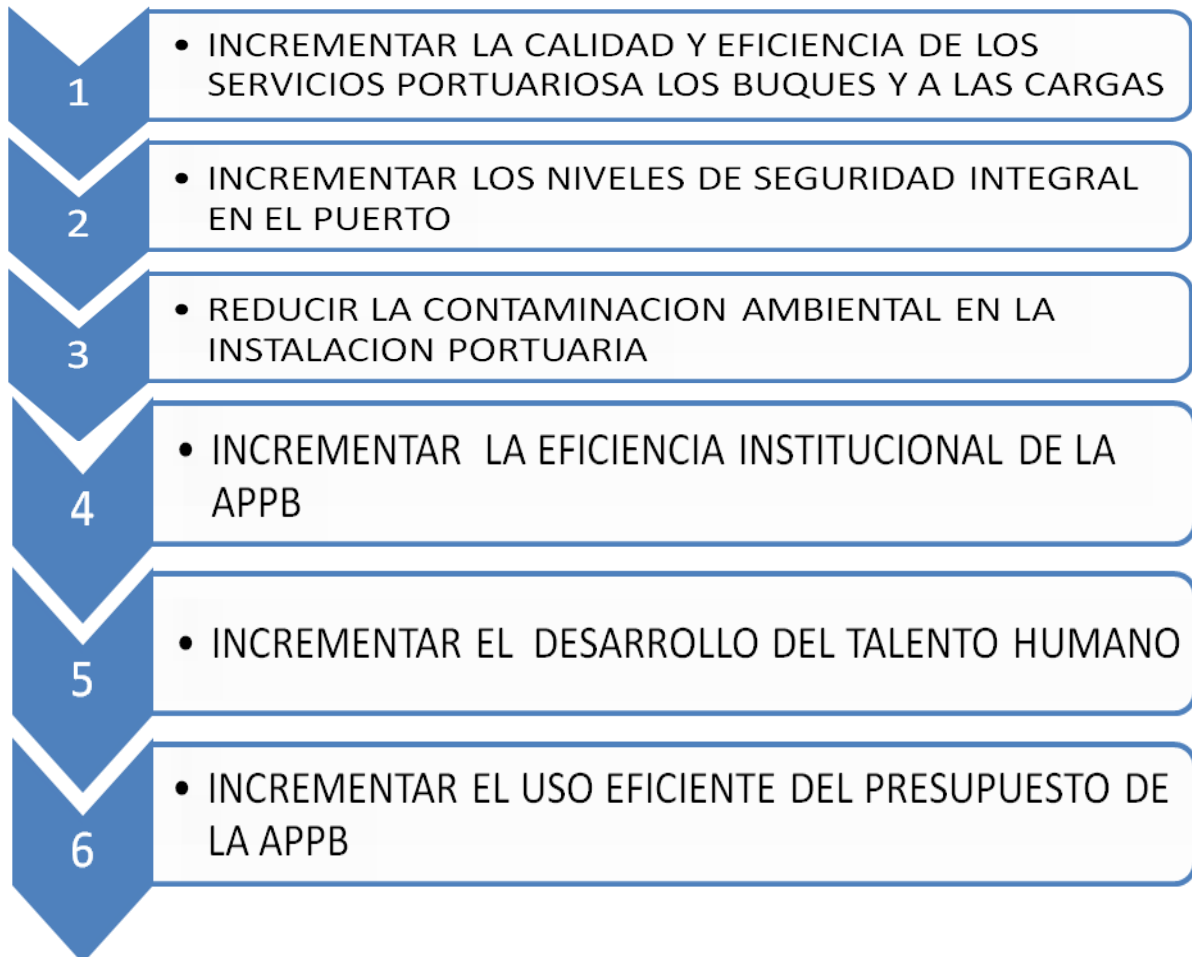 1
• INCREMENTAR LA CALIDAD Y EFICIENCIA DE LOS
SERVICIOS PORTUARIOSA LOS BUQUES Y A LAS CARGAS
2
• INCREMENTAR LOS NIVELES DE SEGURIDAD INTEGRAL
EN EL PUERTO
3
• REDUCIR LA CONTAMINACION AMBIENTAL EN LA
INSTALACION PORTUARIA
4
• INCREMENTAR LA EFICIENCIA INSTITUCIONAL DE LA
APPB
5
• INCREMENTAR EL DESARROLLO DEL TALENTO HUMANO
6
• INCREMENTAR EL USO EFICIENTE DEL PRESUPUESTO DE
LA APPB